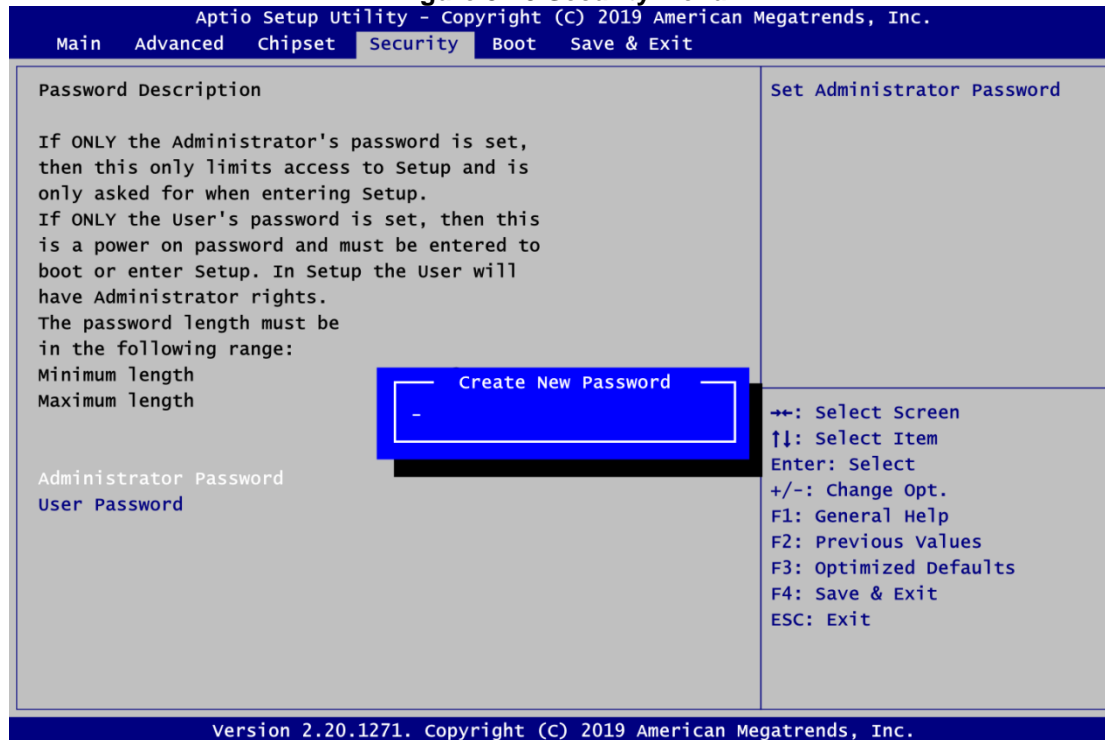 Aptio Setup Utility - Copyright (C) 2019 American Megatrends, Inc.
Main Advanced Chipset Security Boot Save & Exit
Password Description
If ONLY the Administrator's password is set,
then this only limits access to Setup and is
only asked for when entering Setup.
If ONLY the User's password is set, then this
is a power on password and must be entered to
boot or enter Setup. In Setup the User will
have Administrator rights.
The password length must be
in the following range:
Minimum length
Maximum length
Administrator Password
User Password
Create New Password
-
Set Administrator Password
→←: Select Screen
↑↓: Select Item
Enter: Select
+/-: Change Opt.
F1: General Help
F2: Previous Values
F3: Optimized Defaults
F4: Save & Exit
ESC: Exit
Version 2.20.1271. Copyright (C) 2019 American Megatrends, Inc.